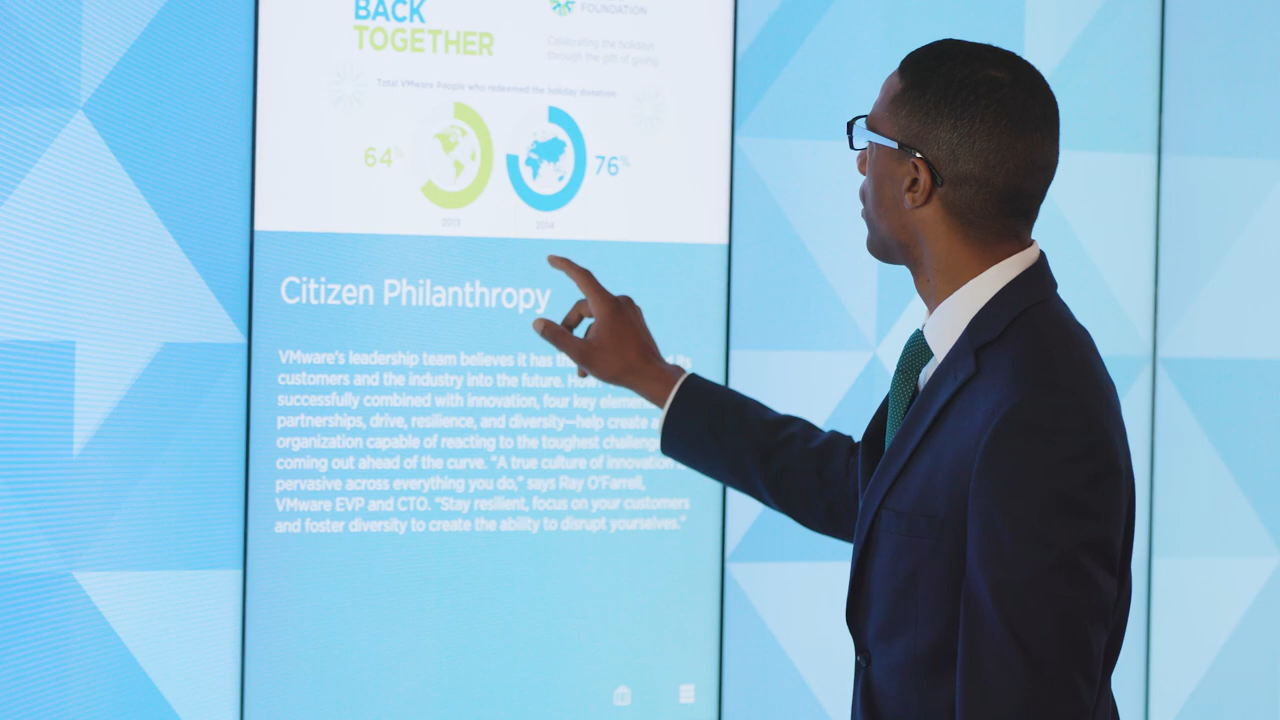 BACK
TOGETHER
FOUNDATION
Celebrating the holiday
through the gift of giving
Total VMware People who redeemed the holiday donation
64%
76%
2013
2014
Citizen Philanthropy
VMware's leadership team believes it has its
customers and the industry into the future.
successfully combined with innovation, four key
partnerships, drive, resilience, and diversity—help create
organization capable of reacting to the toughest
coming out ahead of the curve. "A true culture of innovation
pervasive across everything you do," says Ray O'Farrell,
VMware EVP and CTO. "Stay resilient, focus on your customers
and foster diversity to create the ability to disrupt yourselves."